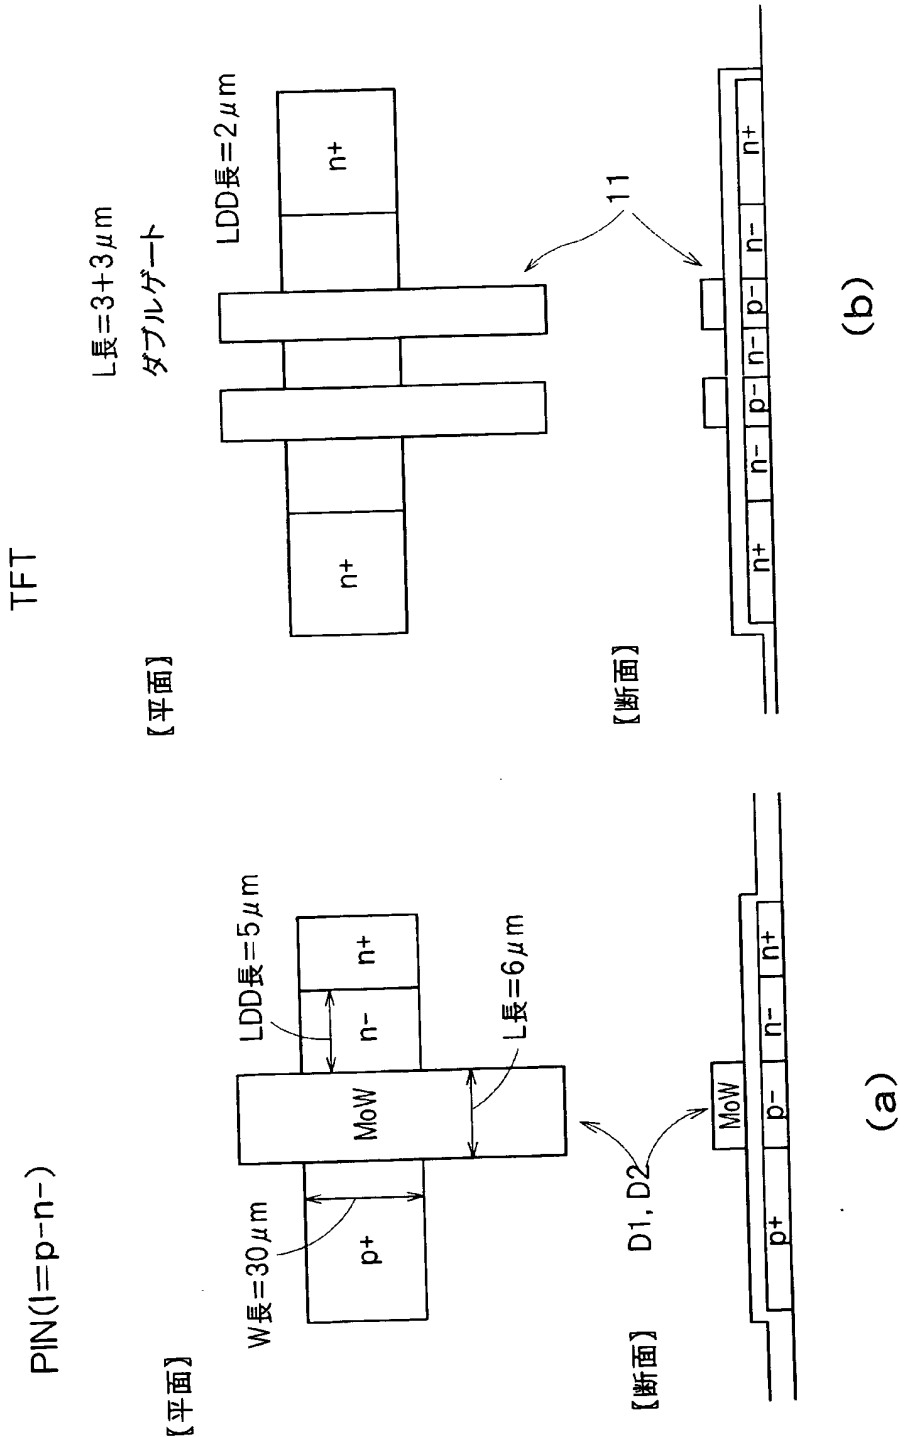 PIN(I=p-n-)
【平面】
W長=30μm
LDD長=5μm
p+
MoW
n-
n+
L長=6μm
D1, D2
【断面】
MoW
p+
p-
n-
n+
(a)
TFT
L長=3+3μm
ダブルゲート
【平面】
LDD長=2μm
n+
n+
11
【断面】
n+
n-
p-
n-
p-
n-
n+
(b)